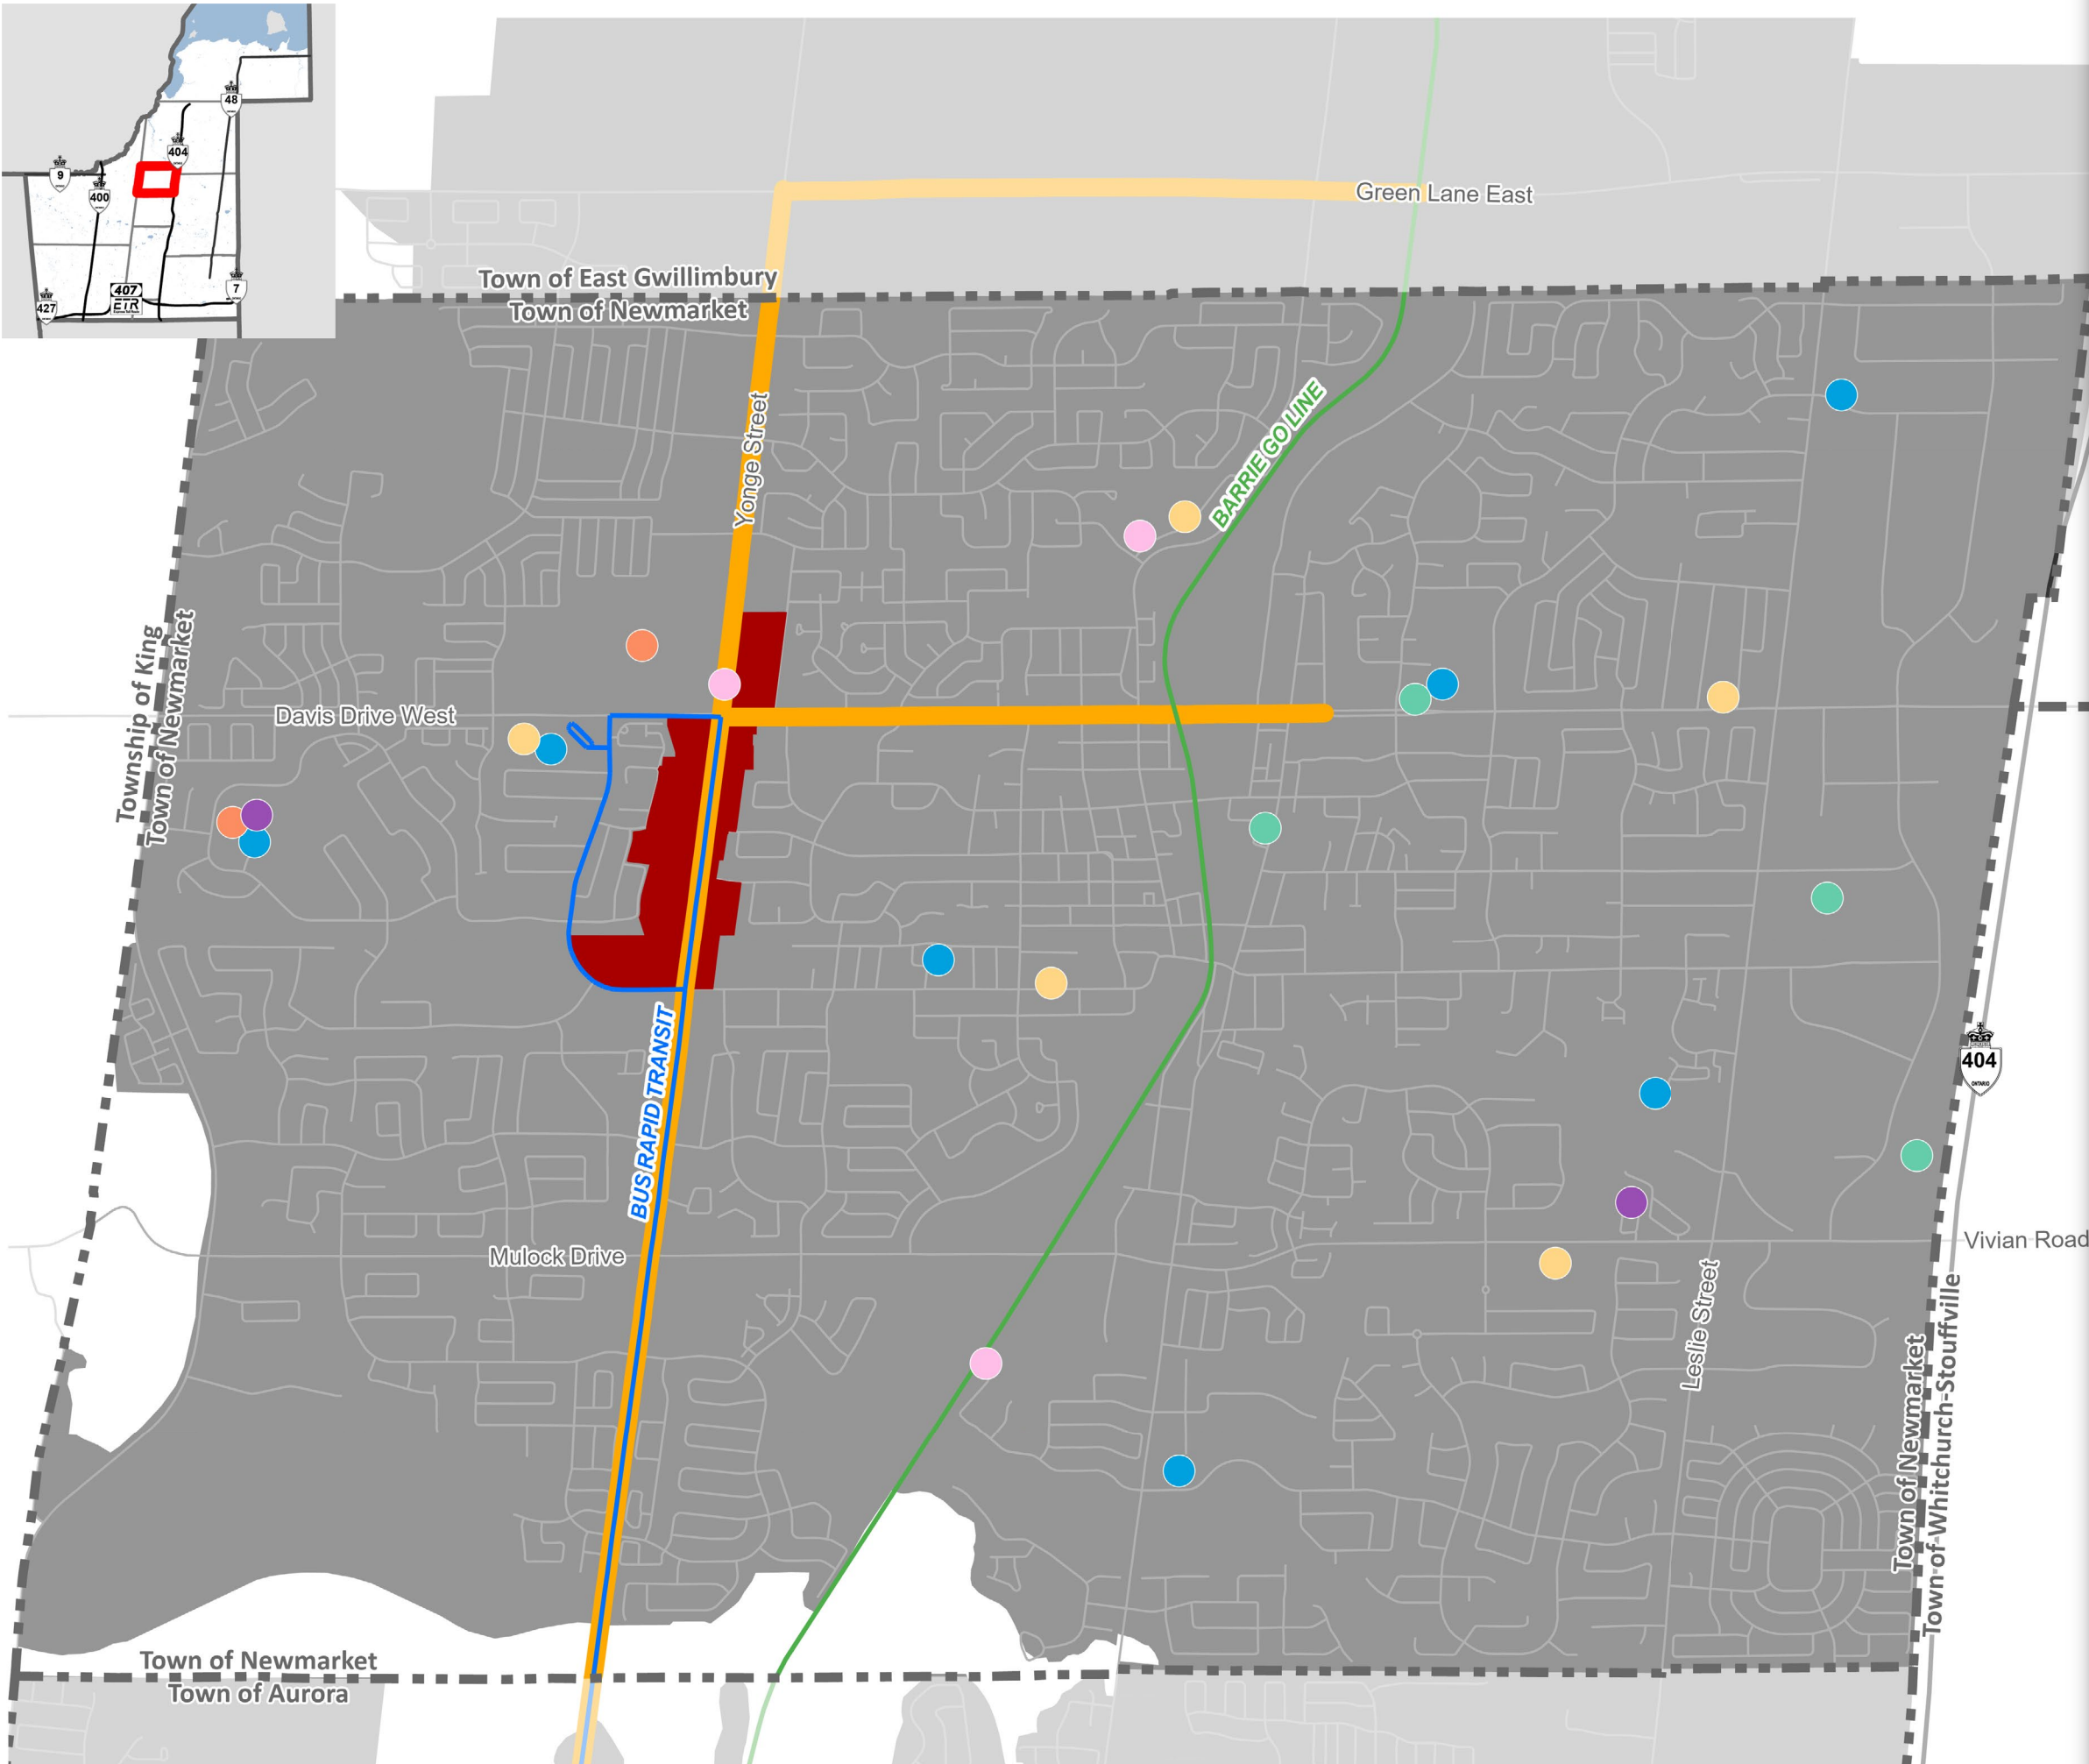 48
404
9
400
407
ETR
427
7
Green Lane East
Town of East Gwillimbury
Town of Newmarket
Yonge Street
BARRIE GO LINE
Township of King
Town of Newmarket
Davis Drive West
BUS RAPID TRANSIT
404
ONTARIO
Mulock Drive
Vivian Road
Leslie Street
Town of Newmarket
Town of Whitchurch-Stouffville
Town of Newmarket
Town of Aurora